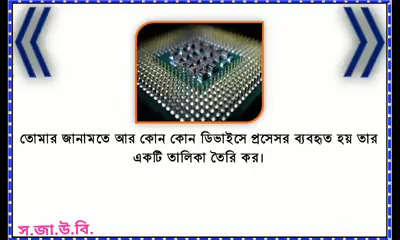 তোমার জানামতে আর কোন কোন ডিভাইসে প্রসেসর ব্যবহৃত হয় তার
একটি তালিকা তৈরি কর।
স.জা.উ.বি.